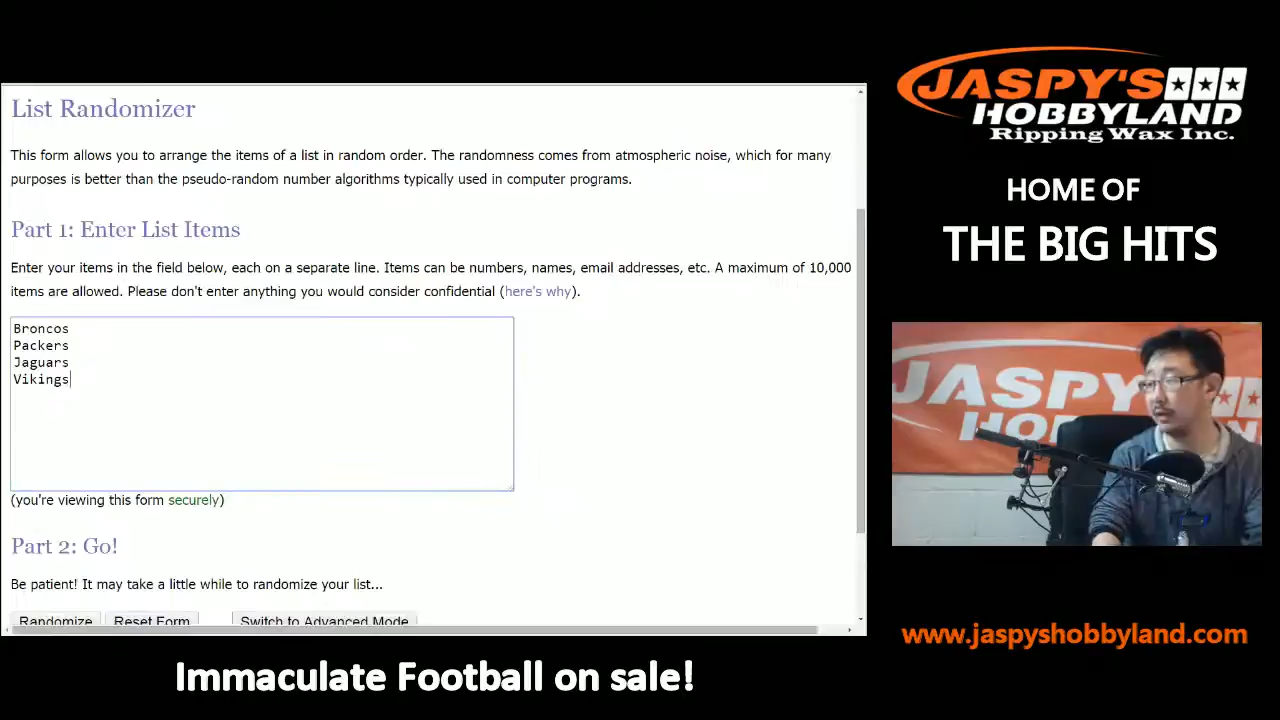 List Randomizer
This form allows you to arrange the items of a list in random order. The randomness comes from atmospheric noise, which for many
purposes is better than the pseudo-random number algorithms typically used in computer programs.
Part 1: Enter List Items
Enter your items in the field below, each on a separate line. Items can be numbers, names, email addresses, etc. A maximum of 10,000
items are allowed. Please don't enter anything you would consider confidential (here's why).
Broncos
Packers
Jaguars
Vikings
(you're viewing this form securely)
Part 2: Go!
Be patient! It may take a little while to randomize your list...
Randomize Reset Form Switch to Advanced Mode
JASPY'S
HOBBYLAND
Ripping Wax Inc.
HOME OF
THE BIG HITS
JASPY
HO
www.jaspyshobbyland.com
Immaculate Football on sale!